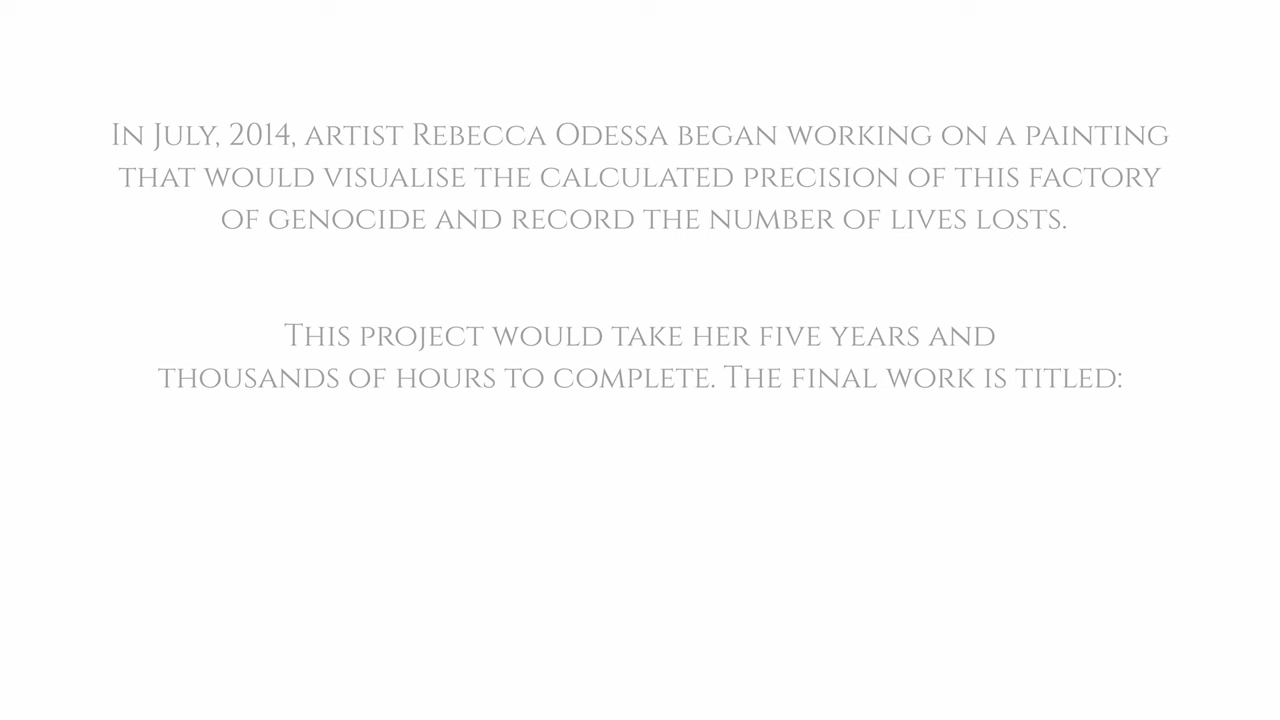 In July, 2014, artist Rebecca Odessa began working on a painting
that would visualise the calculated precision of this factory
of genocide and record the number of lives losts.
This project would take her five years and
thousands of hours to complete. The final work is titled: